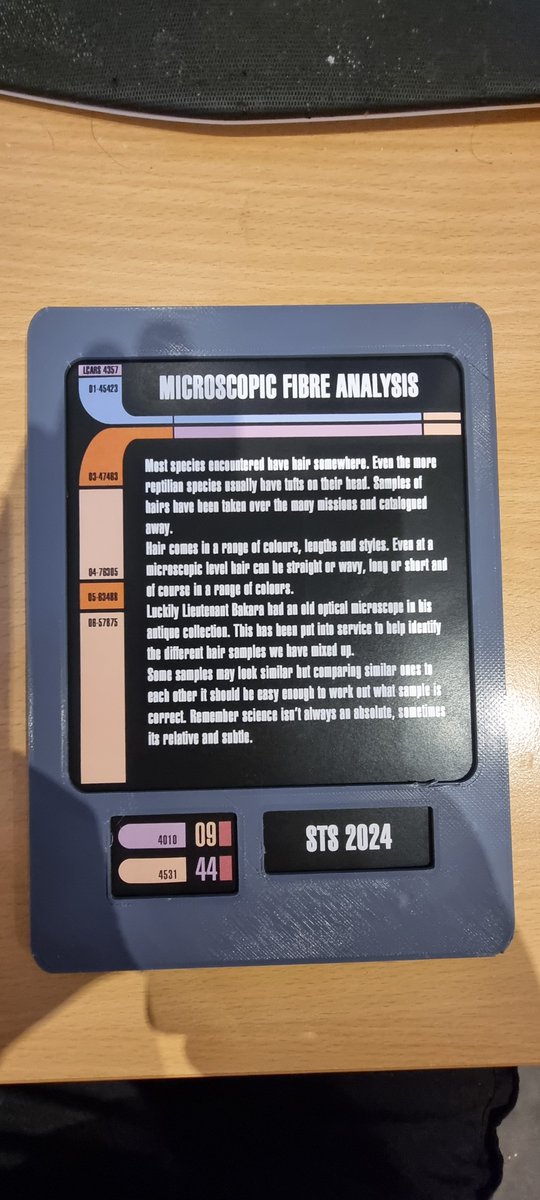 LCARS 4357
01-45423
MICROSCOPIC FIBRE ANALYSIS
03-47463
Most species encountered have hair somewhere. Even the more
reptilian species usually have tufts on their head. Samples of
hairs have been taken over the many missions and catalogued
away.
Hair comes in a range of colours, lengths and styles. Even at a
microscopic level hair can be straight or wavy, long or short and
of course in a range of colours.
Luckily Lieutenant Bakara had an old optical microscope in his
antique collection. This has been put into service to help identify
the different hair samples we have mixed up.
Some samples may look similar but comparing similar ones to
each other it should be easy enough to work out what sample is
correct. Remember science isn't always an absolute, sometimes
its relative and subtle.
04-76305
05-63488
06-57875
4010 09
4531 44
STS 2024